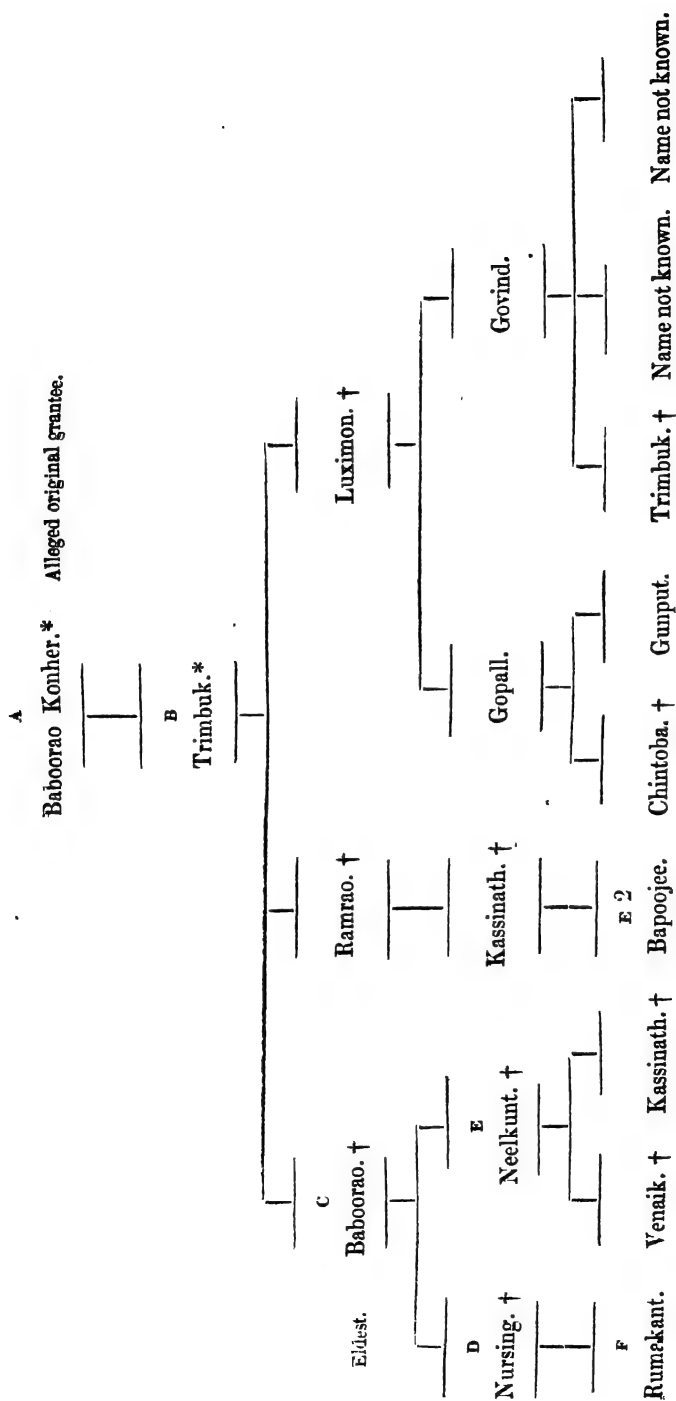 A
Baboorao Konher.* Alleged original grantee.
B
Trimbuk.*
Eldest.
C
Baboorao. †
Ramrao. †
Luximon. †
D
Nursing. †
E
Neelkunt. †
Kassinath. †
Gopall.
Govind.
F
Rumakant.
Venaik. †
Kassinath. †
E 2
Bapoojee.
Chintoba. †
Gunput.
Trimbuk. †
Name not known.
Name not known.